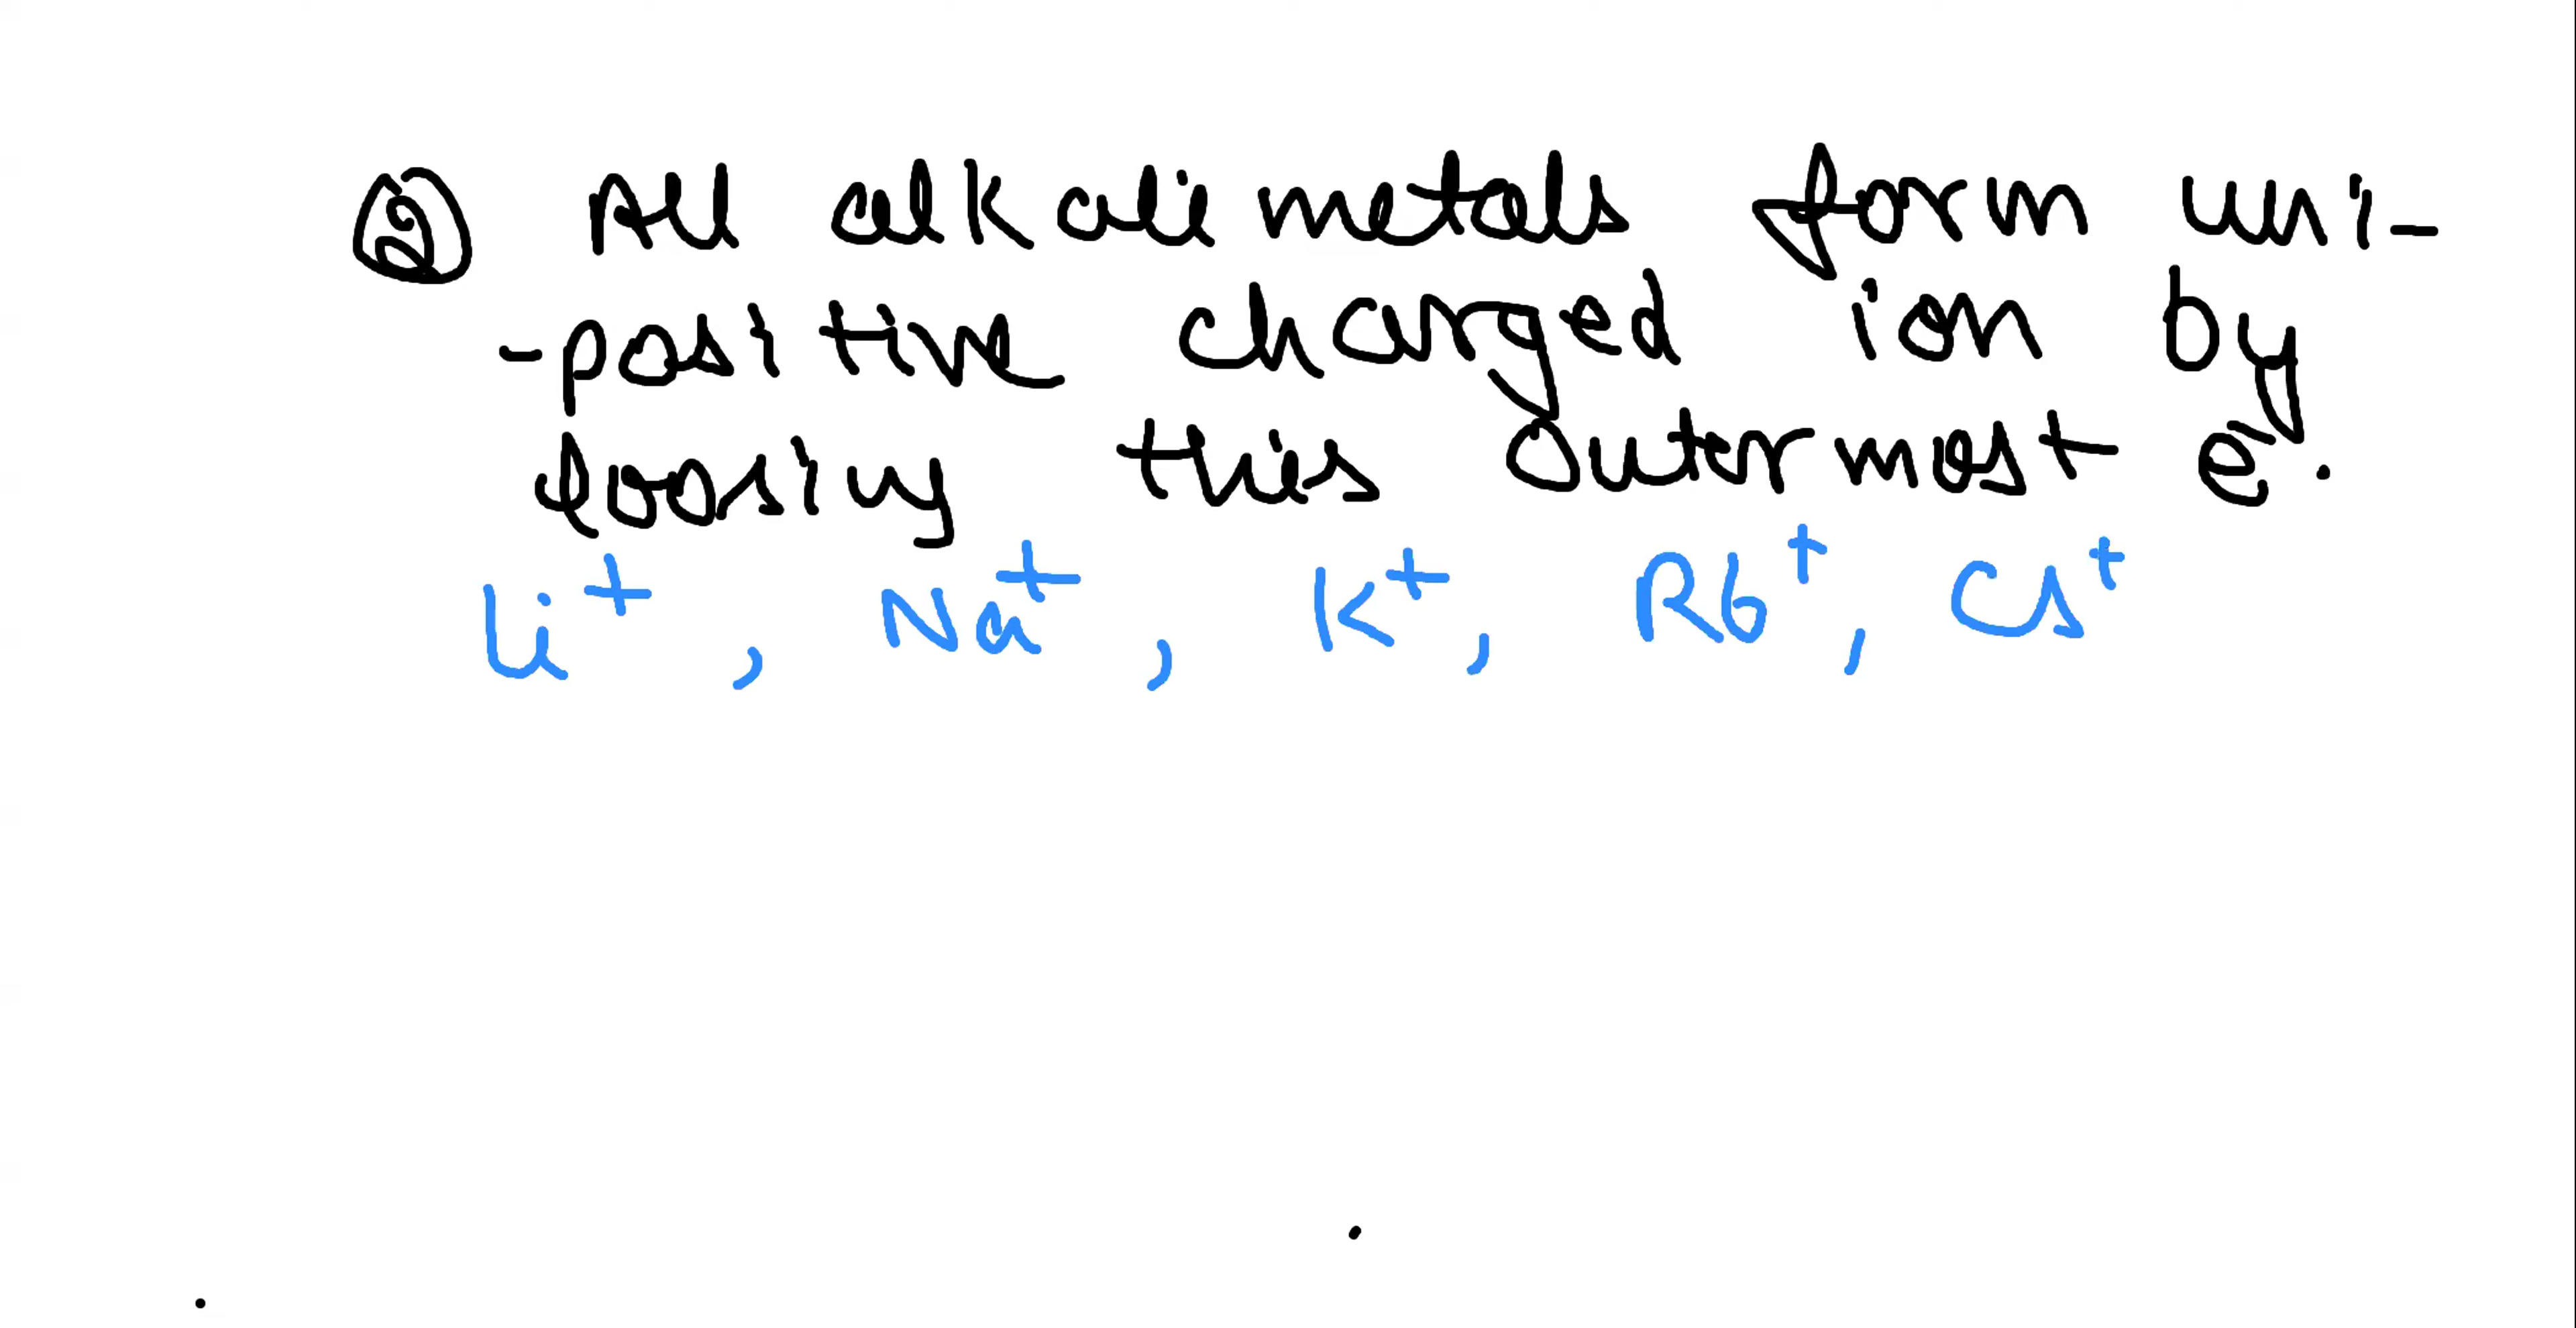 ② All alkali metals form uni-
-positive charged ion by
loosing this outermost e⁻.
Li⁺, Na⁺, K⁺, Rb⁺, Cs⁺